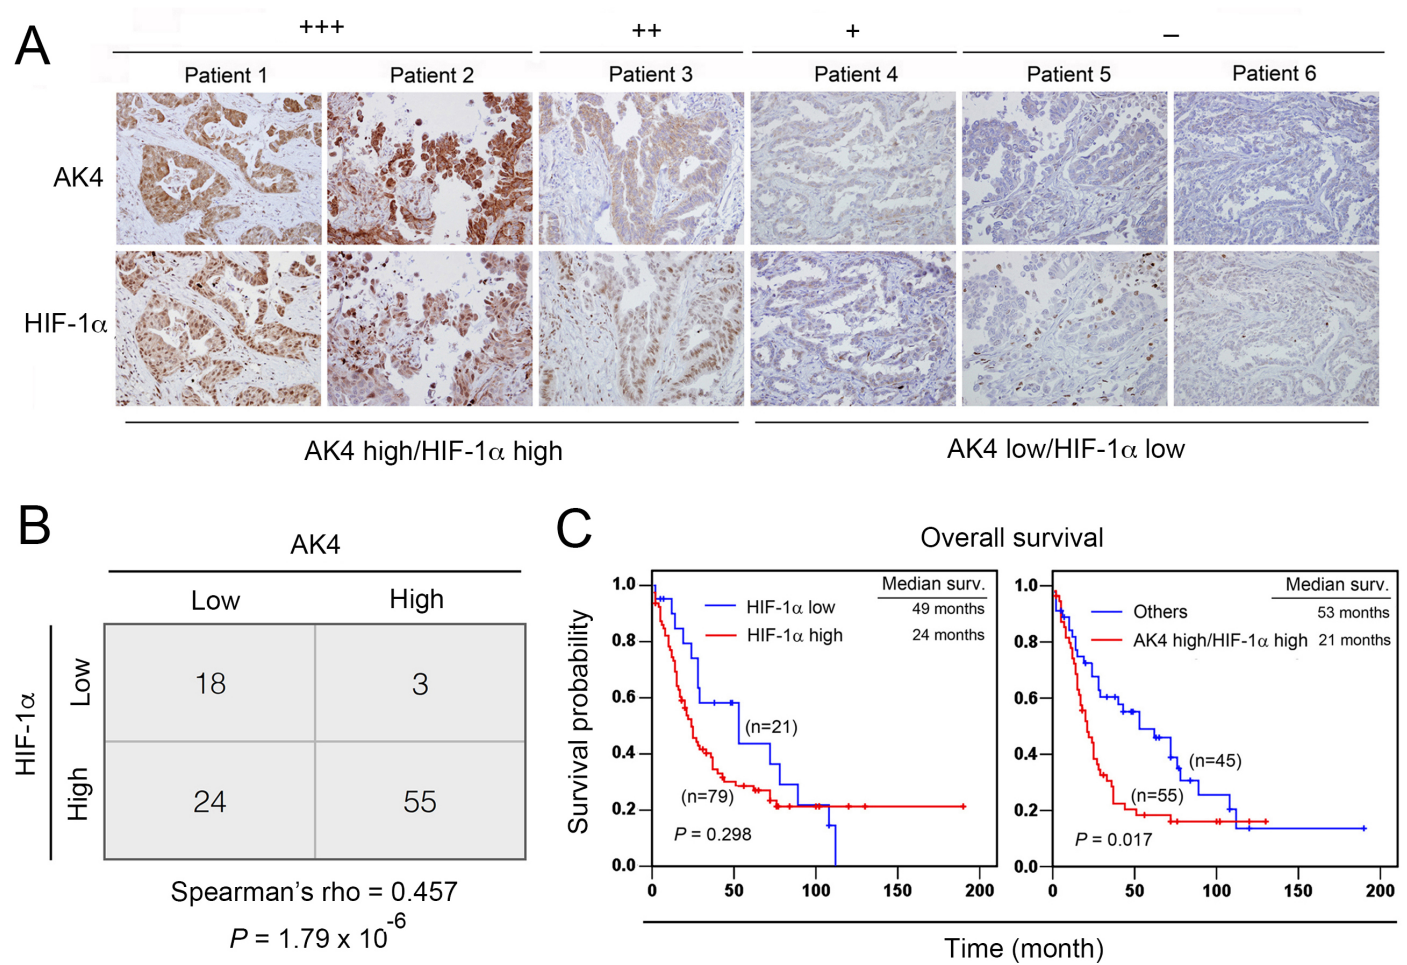 A
+++
++
+
–
Patient 1
Patient 2
Patient 3
Patient 4
Patient 5
Patient 6
AK4
HIF-1α
AK4 high/HIF-1α high
AK4 low/HIF-1α low
B
AK4
Low
High
HIF-1α
Low
18
3
High
24
55
Spearman's rho = 0.457
P = 1.79 x 10-6
C
Overall survival
Survival probability
1.0
0.8
0.6
0.4
0.2
0.0
Median surv.
HIF-1α low
49 months
HIF-1α high
24 months
(n=21)
(n=79)
P = 0.298
0
50
100
150
200
1.0
0.8
0.6
0.4
0.2
0.0
Median surv.
Others
53 months
AK4 high/HIF-1α high
21 months
(n=45)
(n=55)
P = 0.017
0
50
100
150
200
Time (month)